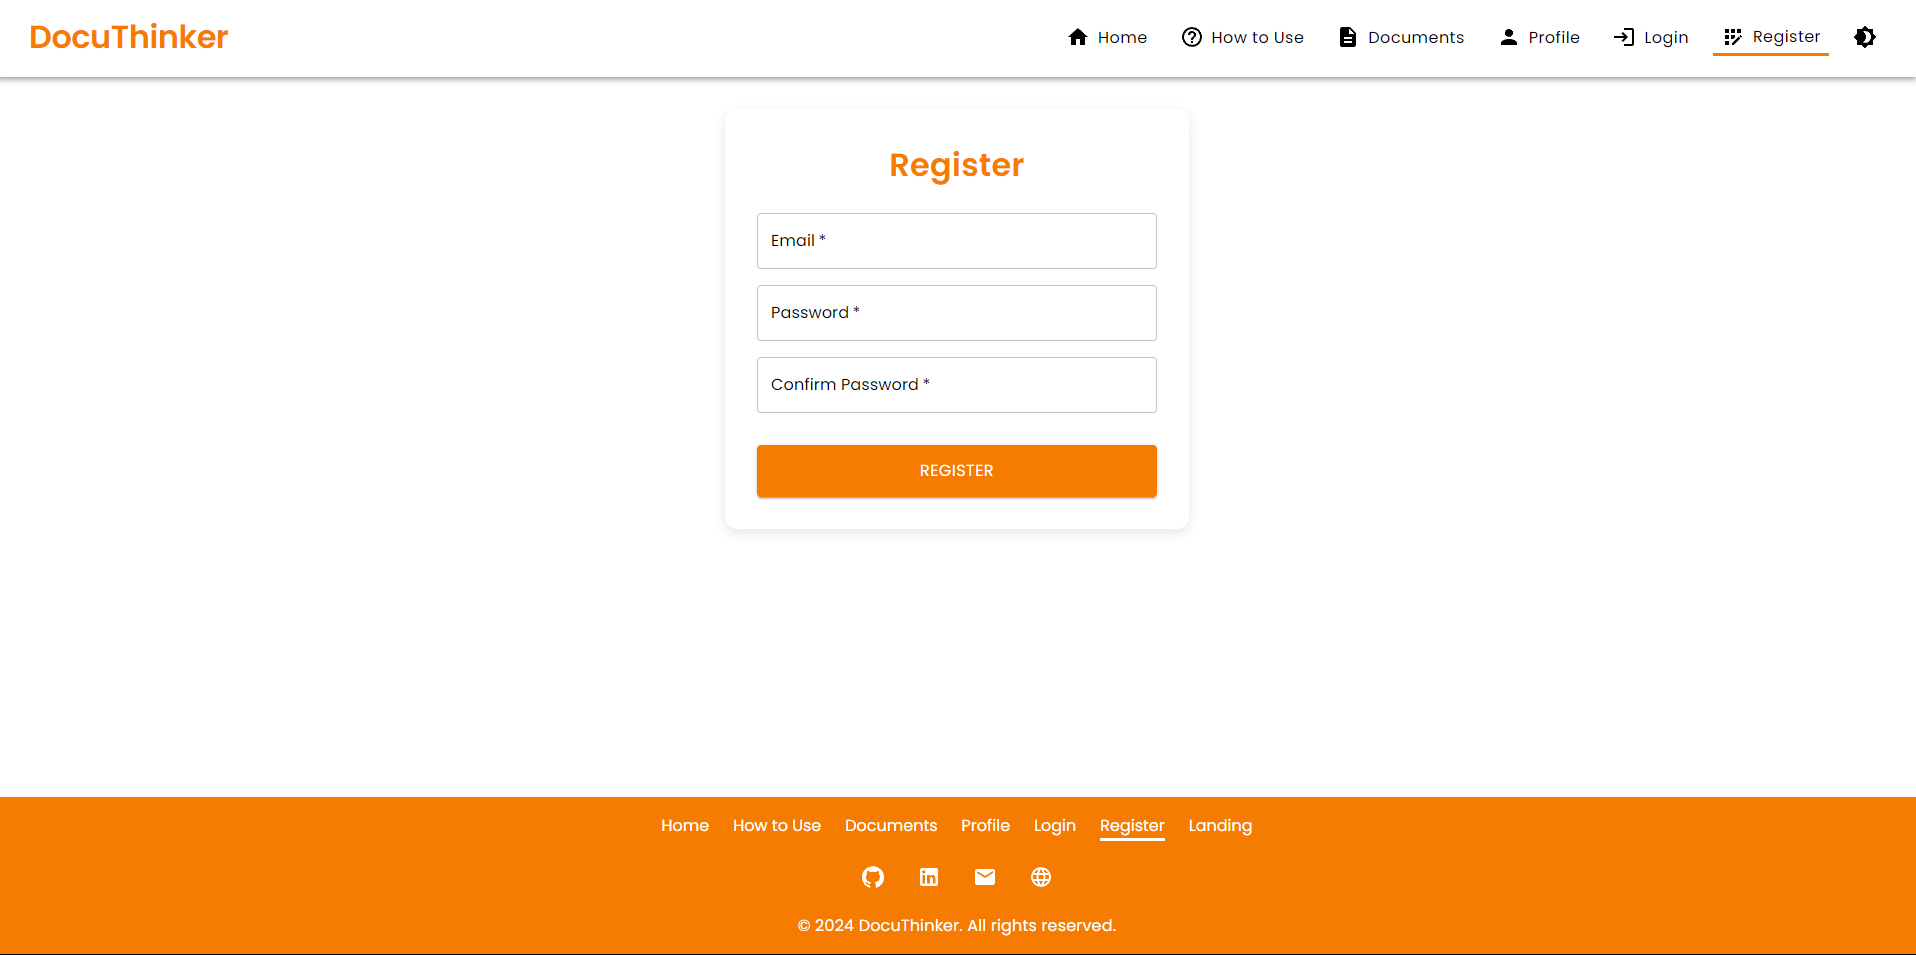 DocuThinker
Home How to Use Documents Profile Login Register
Register
Email *
Password *
Confirm Password *
REGISTER
Home How to Use Documents Profile Login Register Landing
© 2024 DocuThinker. All rights reserved.